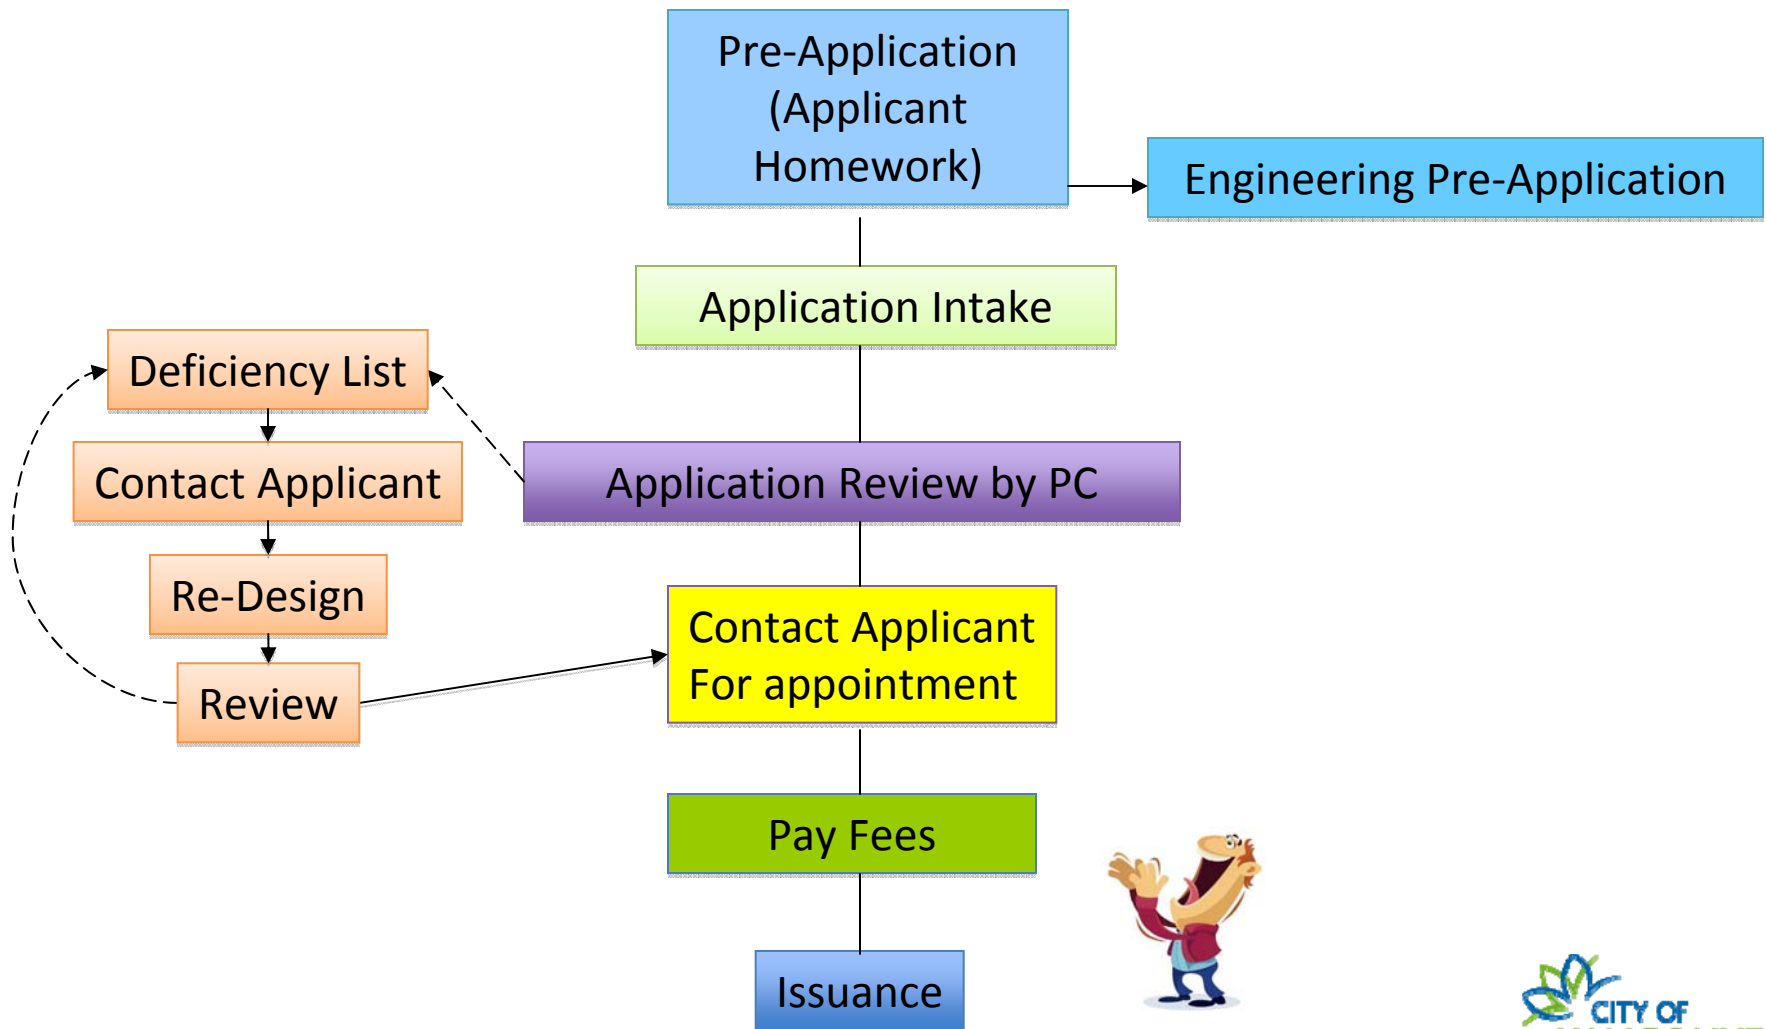 Pre-Application
(Applicant
Homework)
Engineering Pre-Application
Application Intake
Deficiency List
Contact Applicant
Application Review by PC
Re-Design
Contact Applicant
For appointment
Review
Pay Fees
Issuance
CITY OF